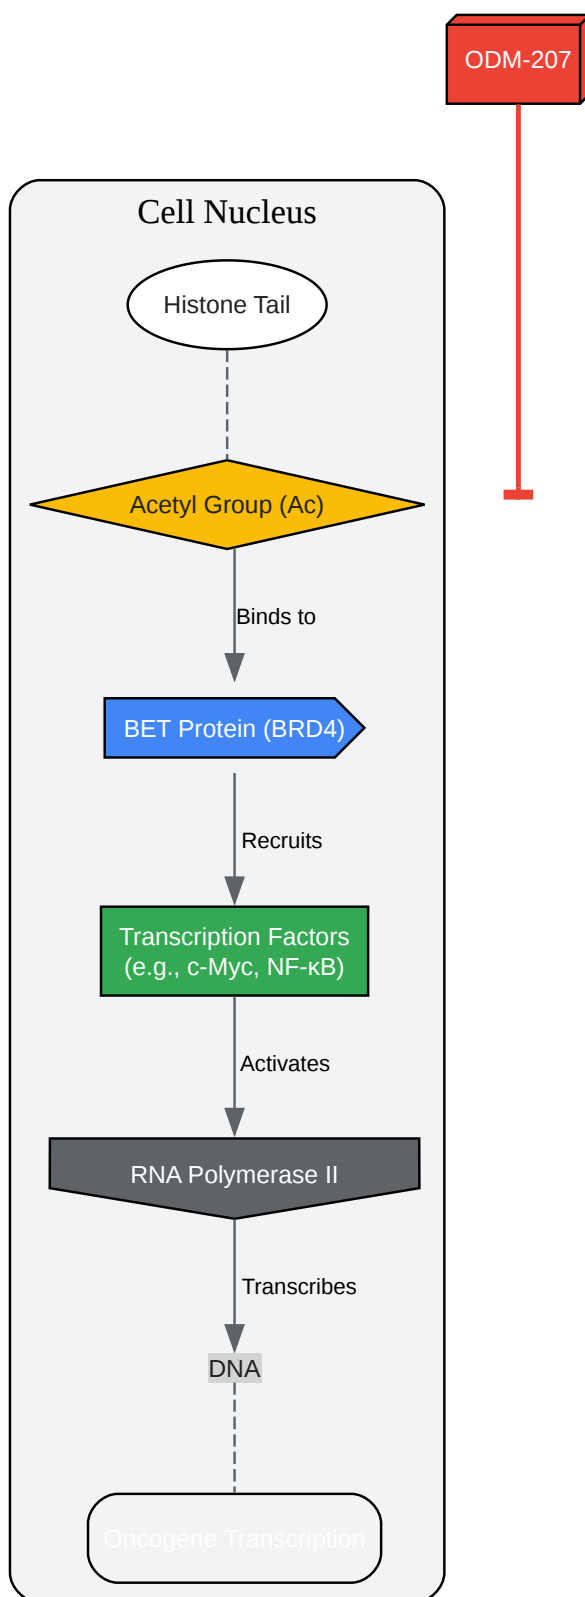 ODM-207
Cell Nucleus
Histone Tail
Acetyl Group (Ac)
Binds to
BET Protein (BRD4)
Recruits
Transcription Factors
(e.g., c-Myc, NF-κB)
Activates
RNA Polymerase II
Transcribes
DNA
Oncogene Transcription